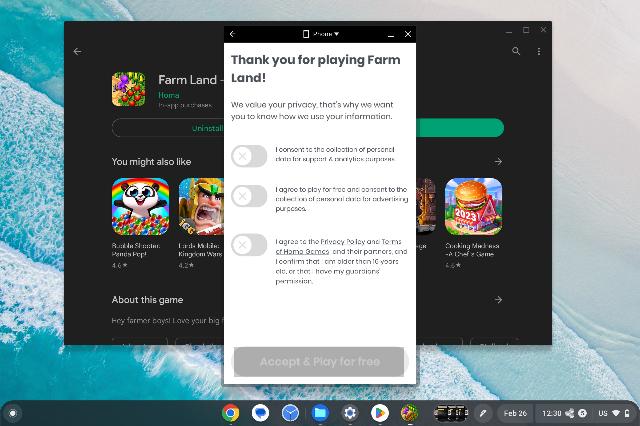 Phone
Thank you for playing Farm
Land!
We value your privacy, that's why we want
you to know how we use your information.
I consent to the collection of personal
data for support & analytics purposes.
I agree to play for free and consent to the
collection of personal data for advertising
purposes.
I agree to the Privacy Policy and Terms
of Home Games and their partners, and
I confirm that I am older than 16 years
old, or that I have my guardians'
permission.
Accept & Play for free
Farm Land -
Homa
In-app purchases
Uninstall
You might also like
Bubble Shooter:
Panda Pop!
4.6★
Lords Mobile:
Kingdom Wars
4.2★
Cooking Madness
-A Chef's Game
4.6★
2023
About this game
Hey farmer boys! Love your big f
Feb 26
12:30
US